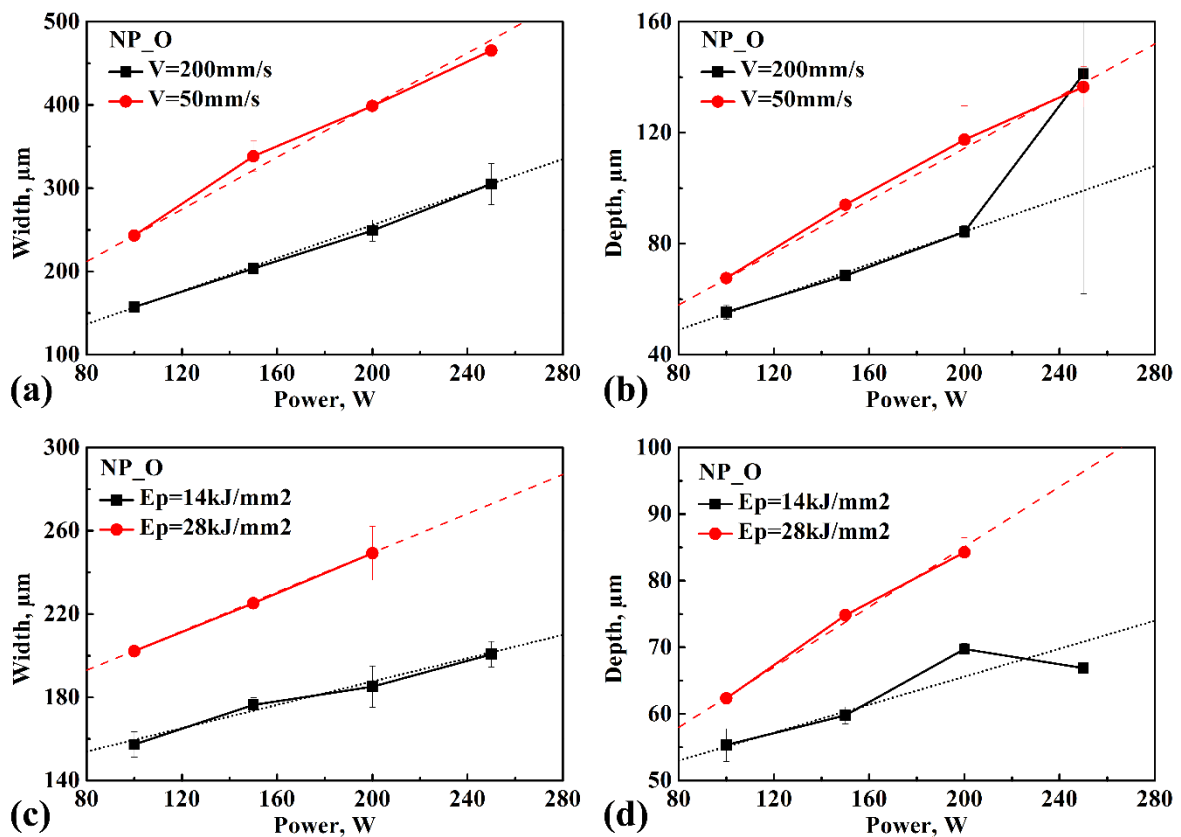 500
400
300
200
100
Width, μm
NP_O
V=200mm/s
V=50mm/s
80 120 160 200 240 280
Power, W
(a)
160
120
80
40
Depth, μm
NP_O
V=200mm/s
V=50mm/s
80 120 160 200 240 280
Power, W
(b)
300
260
220
180
140
Width, μm
NP_O
Ep=14kJ/mm2
Ep=28kJ/mm2
80 120 160 200 240 280
Power, W
(c)
100
90
80
70
60
50
Depth, μm
NP_O
Ep=14kJ/mm2
Ep=28kJ/mm2
80 120 160 200 240 280
Power, W
(d)